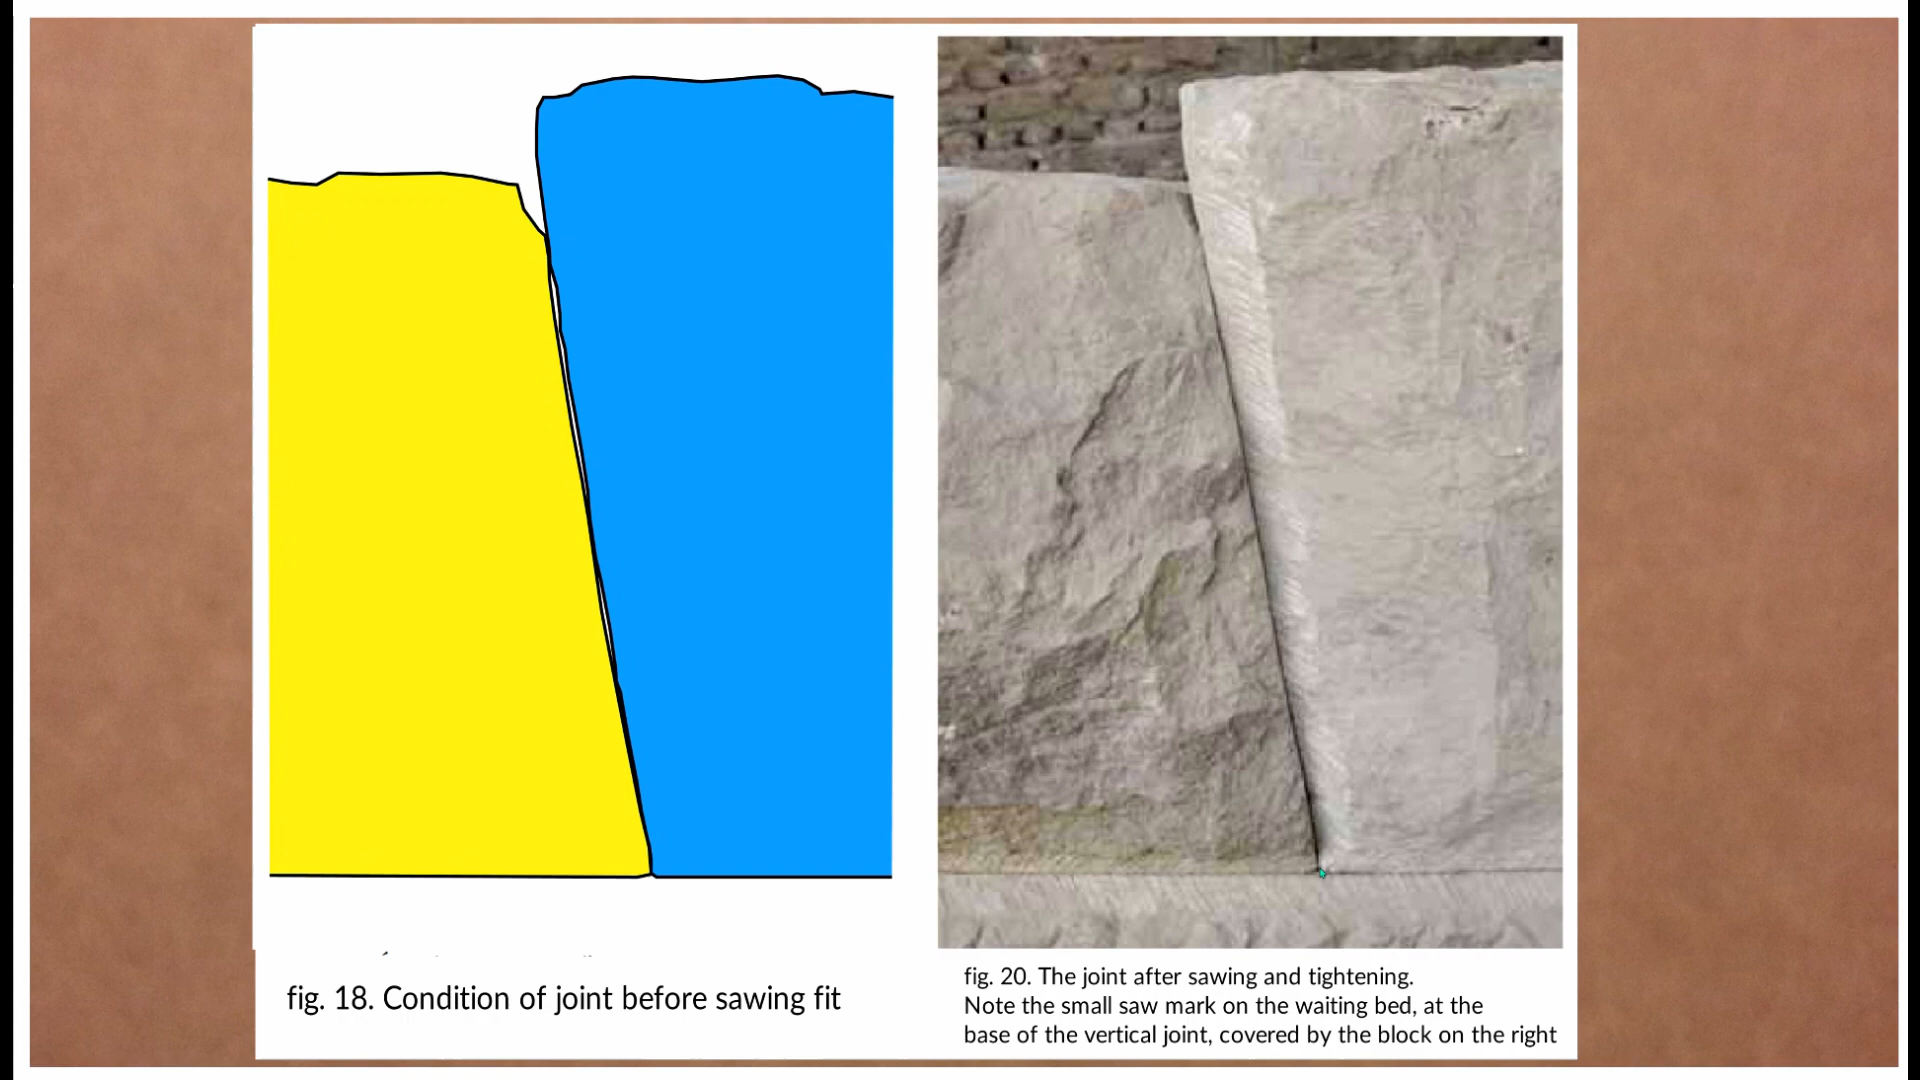 fig. 18. Condition of joint before sawing fit
fig. 20. The joint after sawing and tightening.
Note the small saw mark on the waiting bed, at the
base of the vertical joint, covered by the block on the right